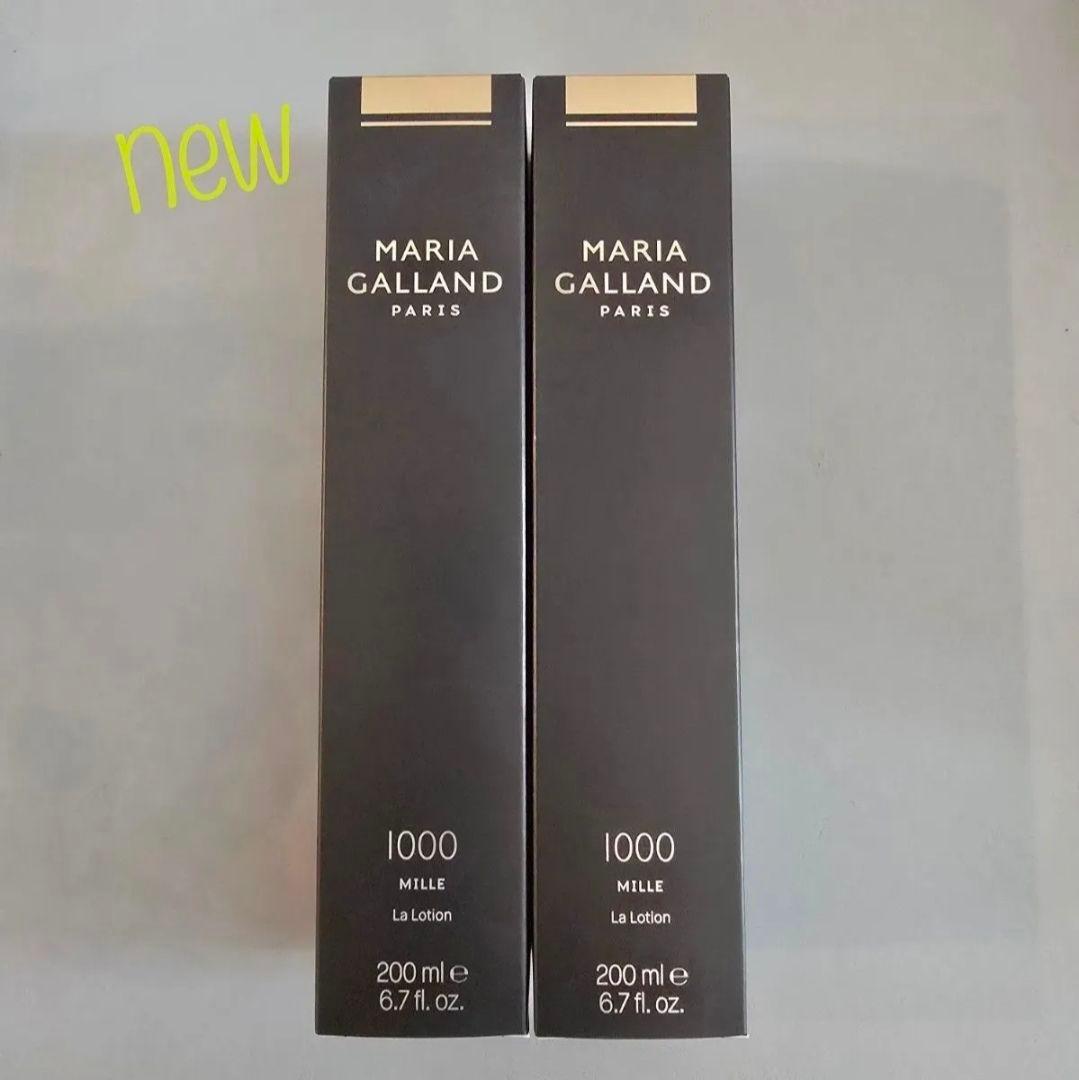 new
MARIA
GALLAND
PARIS
1000
MILLE
La Lotion
200 ml ℮
6.7 fl. oz.
MARIA
GALLAND
PARIS
1000
MILLE
La Lotion
200 ml ℮
6.7 fl. oz.